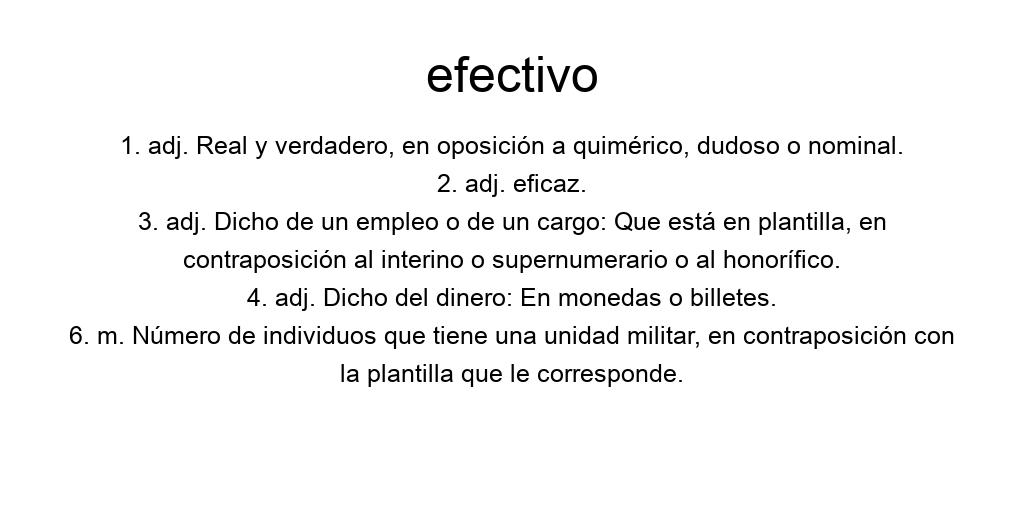 efectivo
1. adj. Real y verdadero, en oposición a quimérico, dudoso o nominal.
2. adj. eficaz.
3. adj. Dicho de un empleo o de un cargo: Que está en plantilla, en
contraposición al interino o supernumerario o al honorífico.
4. adj. Dicho del dinero: En monedas o billetes.
6. m. Número de individuos que tiene una unidad militar, en contraposición con
la plantilla que le corresponde.